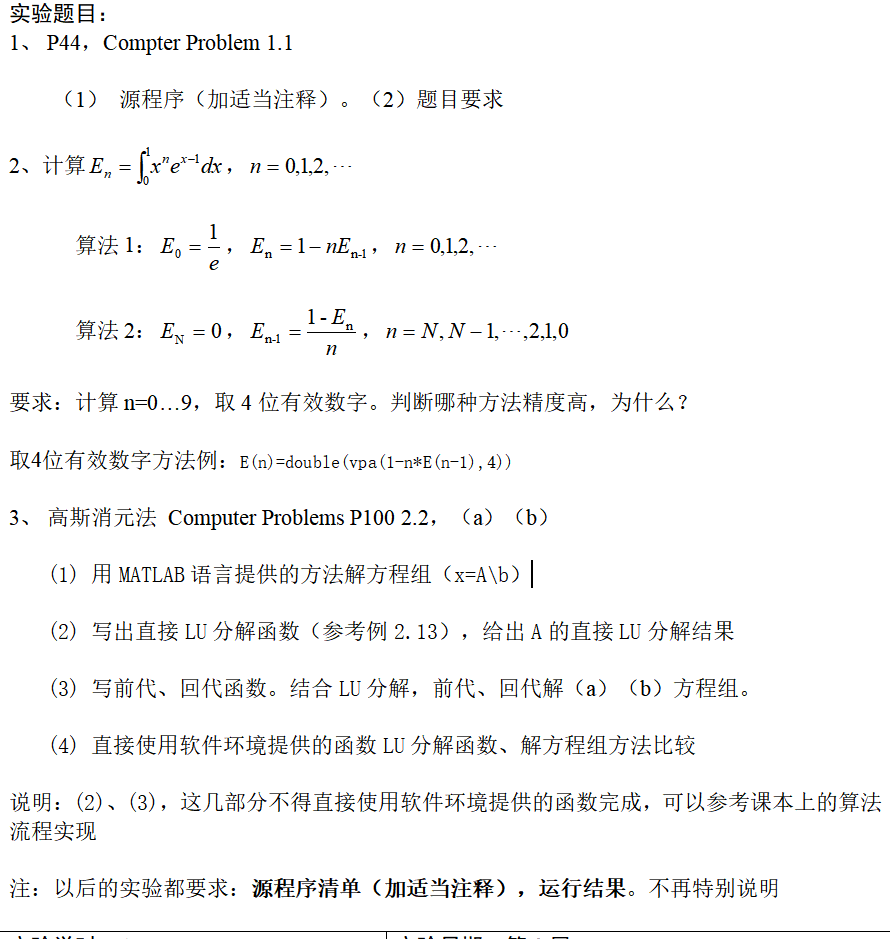 实验题目：
1、 P44，Compter Problem 1.1
（1） 源程序（加适当注释）。（2）题目要求
2、计算 E_n = ∫_0^1 x^n e^{x-1} dx，n = 0,1,2,⋯
算法 1： E_0 = 1/e， E_n = 1 − nE_{n-1}， n = 0,1,2,⋯
算法 2： E_N = 0， E_{n-1} = (1 - E_n)/n ， n = N, N − 1,⋯,2,1,0
要求：计算 n=0…9，取 4 位有效数字。判断哪种方法精度高，为什么？
取4位有效数字方法例：E(n)=double(vpa(1-n*E(n-1),4))
3、 高斯消元法 Computer Problems P100 2.2，（a）（b）
(1) 用 MATLAB 语言提供的方法解方程组（x=A\b）
(2) 写出直接 LU 分解函数（参考例 2.13），给出 A 的直接 LU 分解结果
(3) 写前代、回代函数。结合 LU 分解，前代、回代解（a）（b）方程组。
(4) 直接使用软件环境提供的函数 LU 分解函数、解方程组方法比较
说明：(2)、(3)，这几部分不得直接使用软件环境提供的函数完成，可以参考课本上的算法
流程实现
注：以后的实验都要求：源程序清单（加适当注释），运行结果。不再特别说明